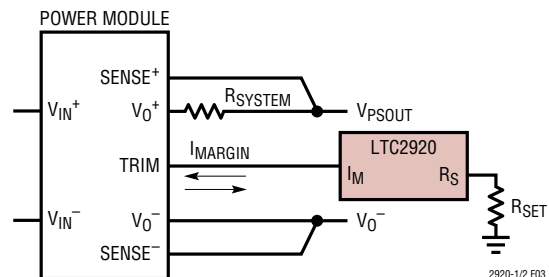 POWER MODULE
SENSE+
RSYSTEM
VIN+
VO+
VPSOUT
IMARGIN
LTC2920
TRIM
IM
RS
VIN−
VO−
VO−
RSET
SENSE−
2920-1/2 F03